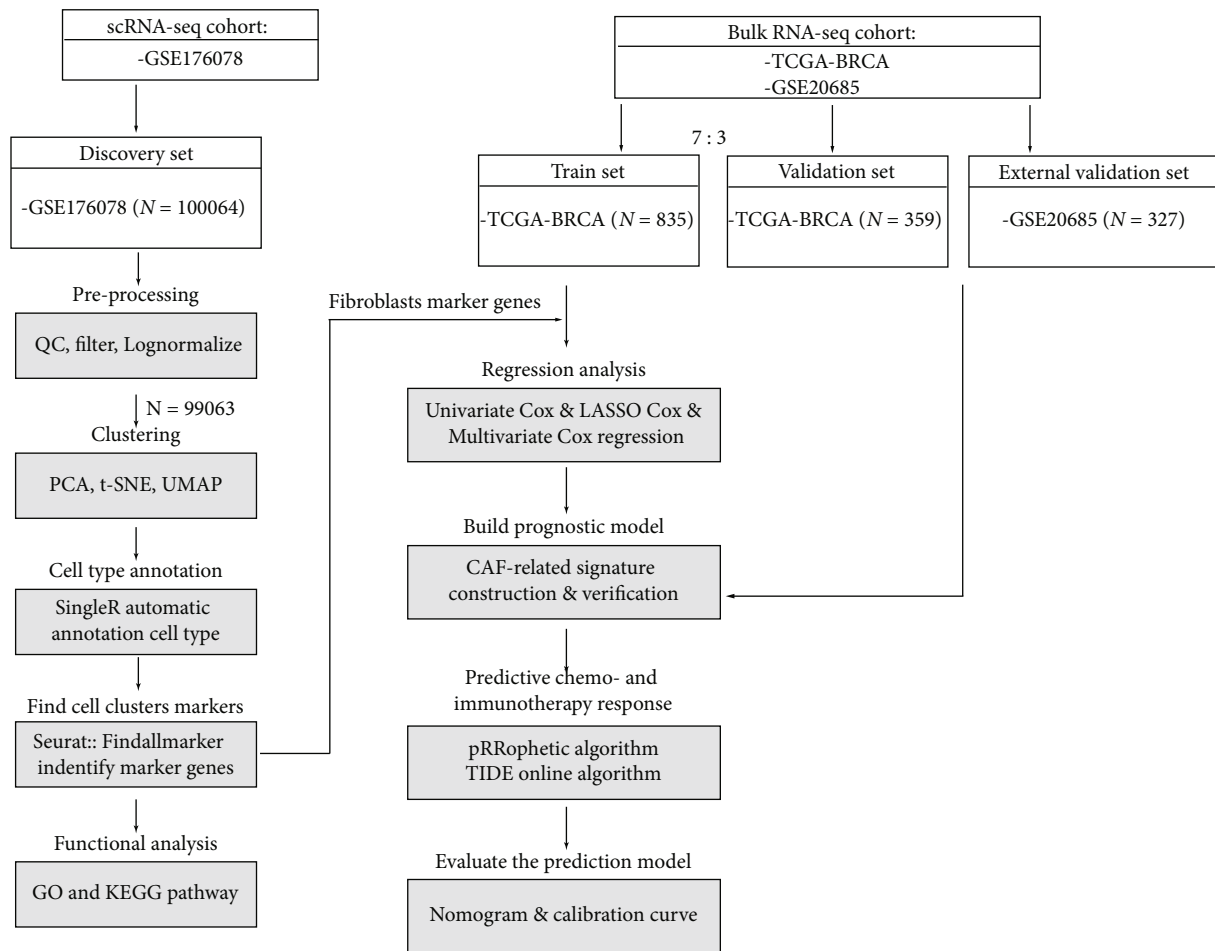 scRNA-seq cohort:
-GSE176078
Discovery set
-GSE176078 (N = 100064)
Pre-processing
QC, filter, Lognormalize
N = 99063
Clustering
PCA, t-SNE, UMAP
Cell type annotation
SingleR automatic
annotation cell type
Find cell clusters markers
Seurat:: Findallmarker
indentify marker genes
Functional analysis
GO and KEGG pathway
Bulk RNA-seq cohort:
-TCGA-BRCA
-GSE20685
7 : 3
Train set
-TCGA-BRCA (N = 835)
Validation set
-TCGA-BRCA (N = 359)
External validation set
-GSE20685 (N = 327)
Fibroblasts marker genes
Regression analysis
Univariate Cox & LASSO Cox &
Multivariate Cox regression
Build prognostic model
CAF-related signature
construction & verification
Predictive chemo- and
immunotherapy response
pRRophetic algorithm
TIDE online algorithm
Evaluate the prediction model
Nomogram & calibration curve